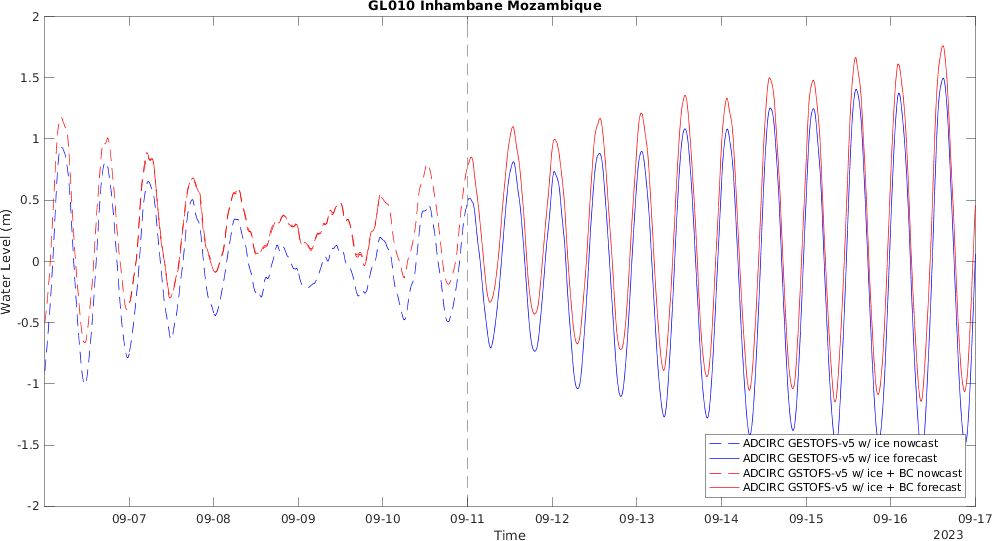 GL010 Inhambane Mozambique
Water Level (m)
2
1.5
1
0.5
0
-0.5
-1
-1.5
-2
ADCIRC GESTOFS-v5 w/ ice nowcast
ADCIRC GESTOFS-v5 w/ ice forecast
ADCIRC GSTOFS-v5 w/ ice + BC nowcast
ADCIRC GSTOFS-v5 w/ ice + BC forecast
09-07 09-08 09-09 09-10 09-11 09-12 09-13 09-14 09-15 09-16 09-17
Time
2023